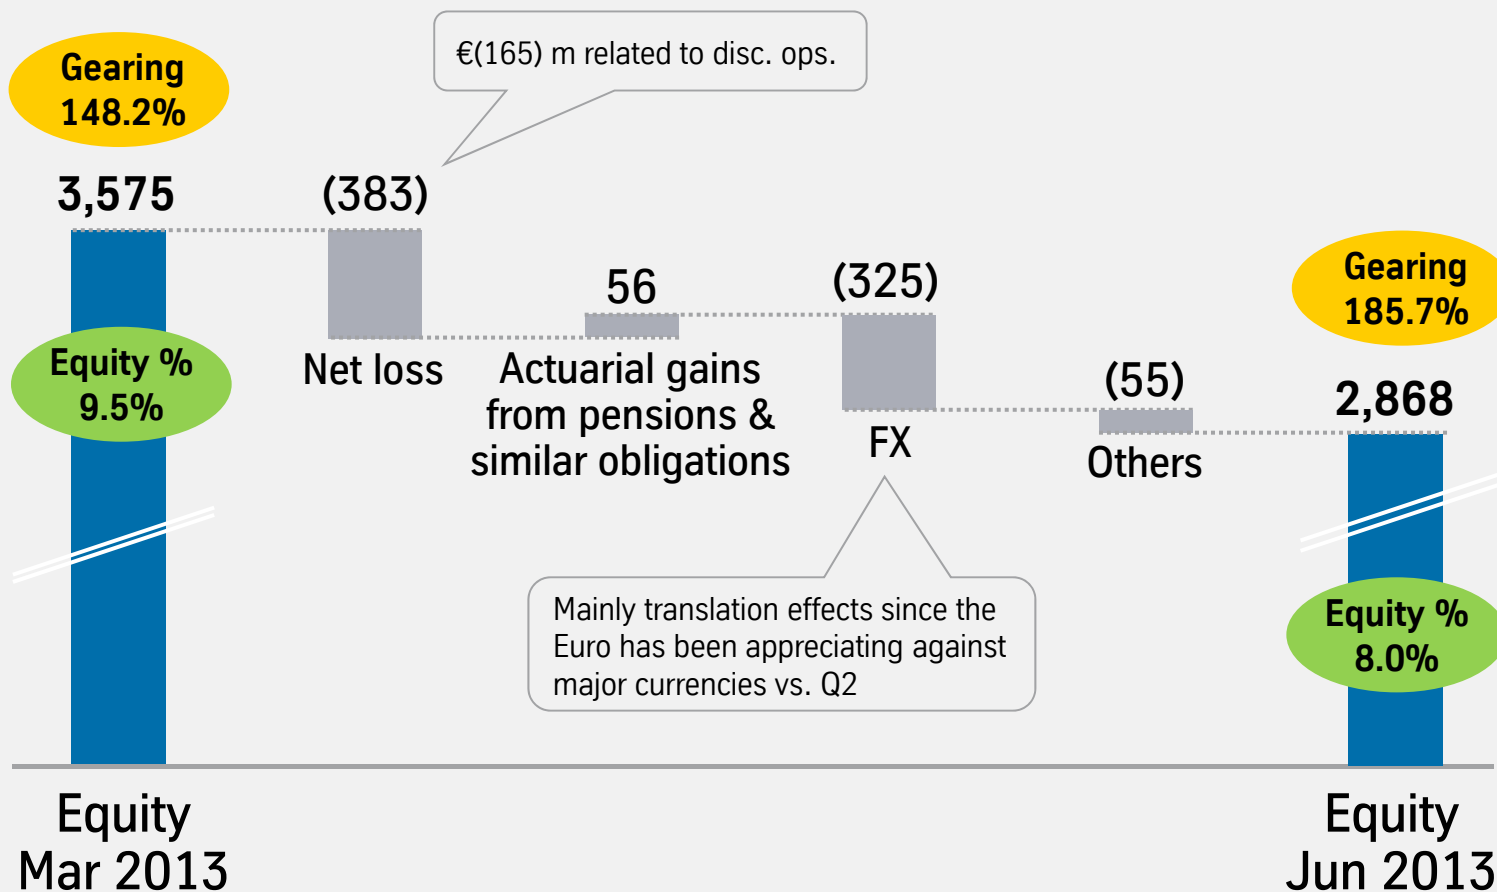 €(165) m related to disc. ops.
Gearing
148.2%
3,575
(383)
56
(325)
(55)
Gearing
185.7%
2,868
Equity %
9.5%
Net loss
Actuarial gains
from pensions &
similar obligations
FX
Others
Mainly translation effects since the
Euro has been appreciating against
major currencies vs. Q2
Equity %
8.0%
Equity
Mar 2013
Equity
Jun 2013